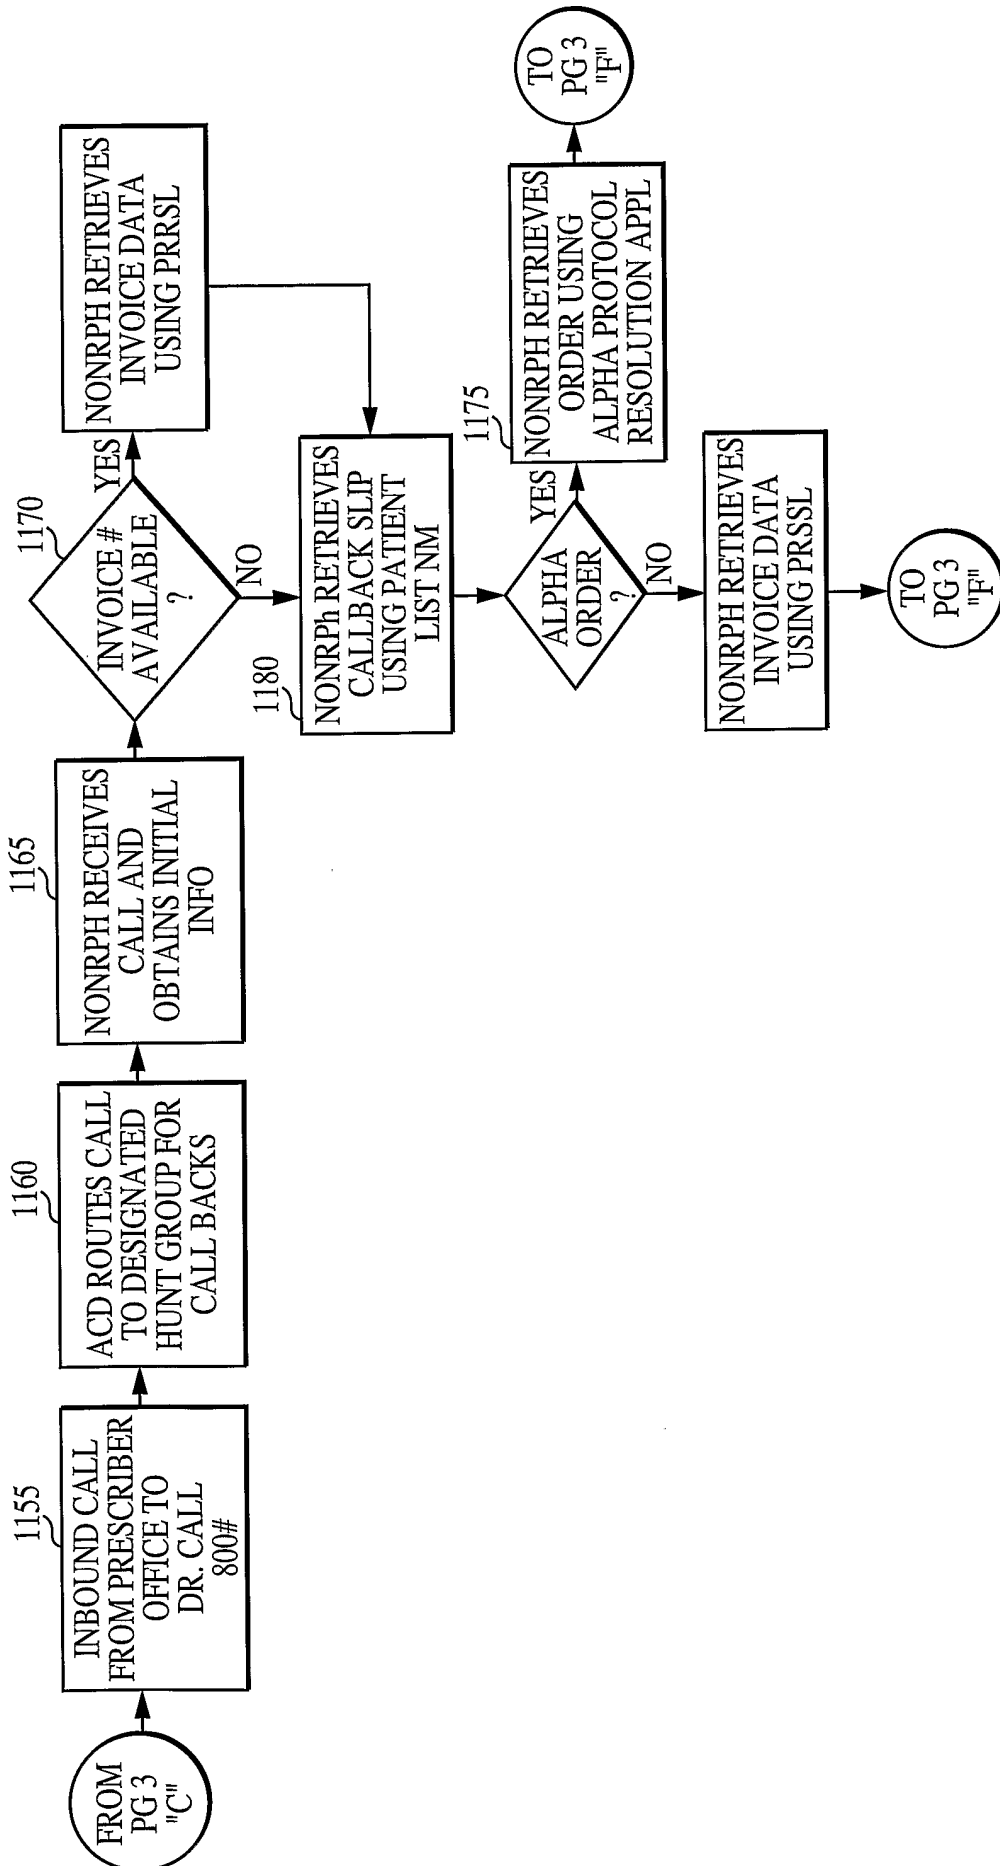 FROM
PG 3
"C"
1155
INBOUND CALL
FROM PRESCRIBER
OFFICE TO
DR. CALL
800#
1160
ACD ROUTES CALL
TO DESIGNATED
HUNT GROUP FOR
CALL BACKS
1165
NONRPH RECEIVES
CALL AND
OBTAINS INITIAL
INFO
1170
INVOICE #
AVAILABLE
?
YES
NONRPH RETRIEVES
INVOICE DATA
USING PRRSL
NO
1180
NONRPh RETRIEVES
CALLBACK SLIP
USING PATIENT
LIST NM
ALPHA
ORDER
?
YES
1175
NONRPH RETRIEVES
ORDER USING
ALPHA PROTOCOL
RESOLUTION APPL
TO
PG 3
"F"
NO
NONRPH RETRIEVES
INVOICE DATA
USING PRSSL
TO
PG 3
"F"